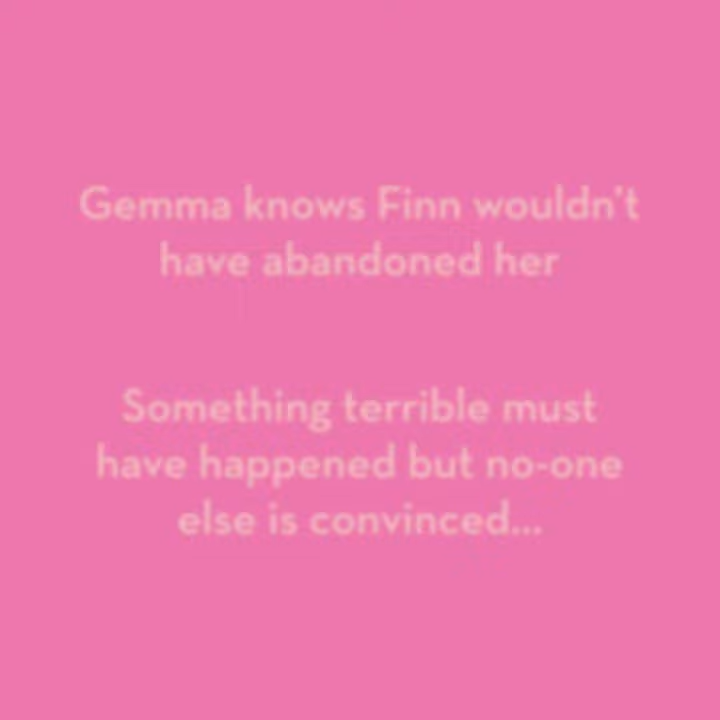 Gemma knows Finn wouldn't
have abandoned her
Something terrible must
have happened but no-one
else is convinced...